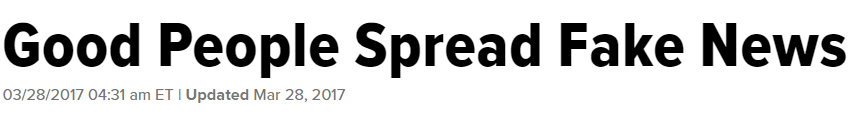 Good People Spread Fake News
03/28/2017 04:31 am ET | Updated Mar 28, 2017